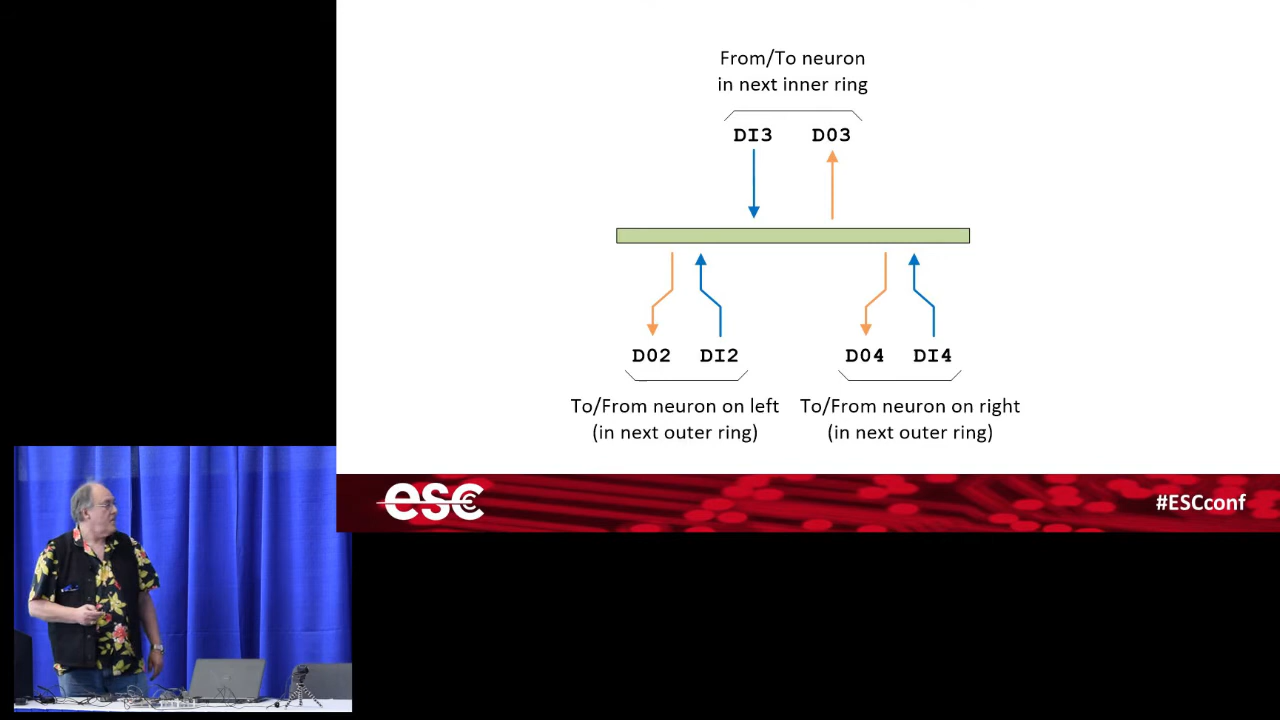 From/To neuron
in next inner ring
DI3 DO3
DO2 DI2 DO4 DI4
To/From neuron on left
(in next outer ring)
To/From neuron on right
(in next outer ring)
esc
#ESCconf